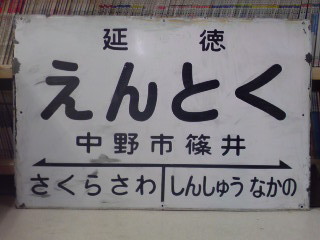 延徳
えんとく
中野市篠井
さくらさわ しんしゅうなかの